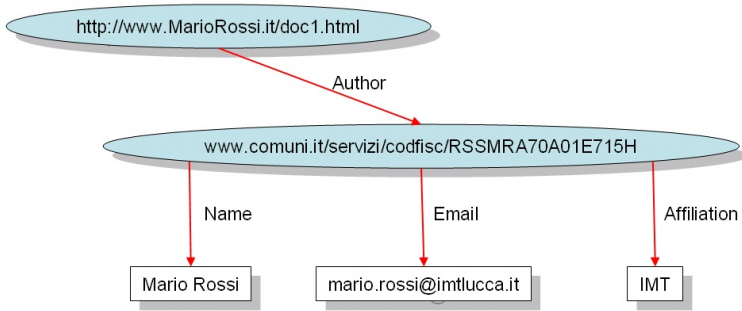 http://www.MarioRossi.it/doc1.html
Author
www.comuni.it/servizi/codfisc/RSSMRA70A01E715H
Name
Email
Affiliation
Mario Rossi
mario.rossi@imtlucca.it
IMT